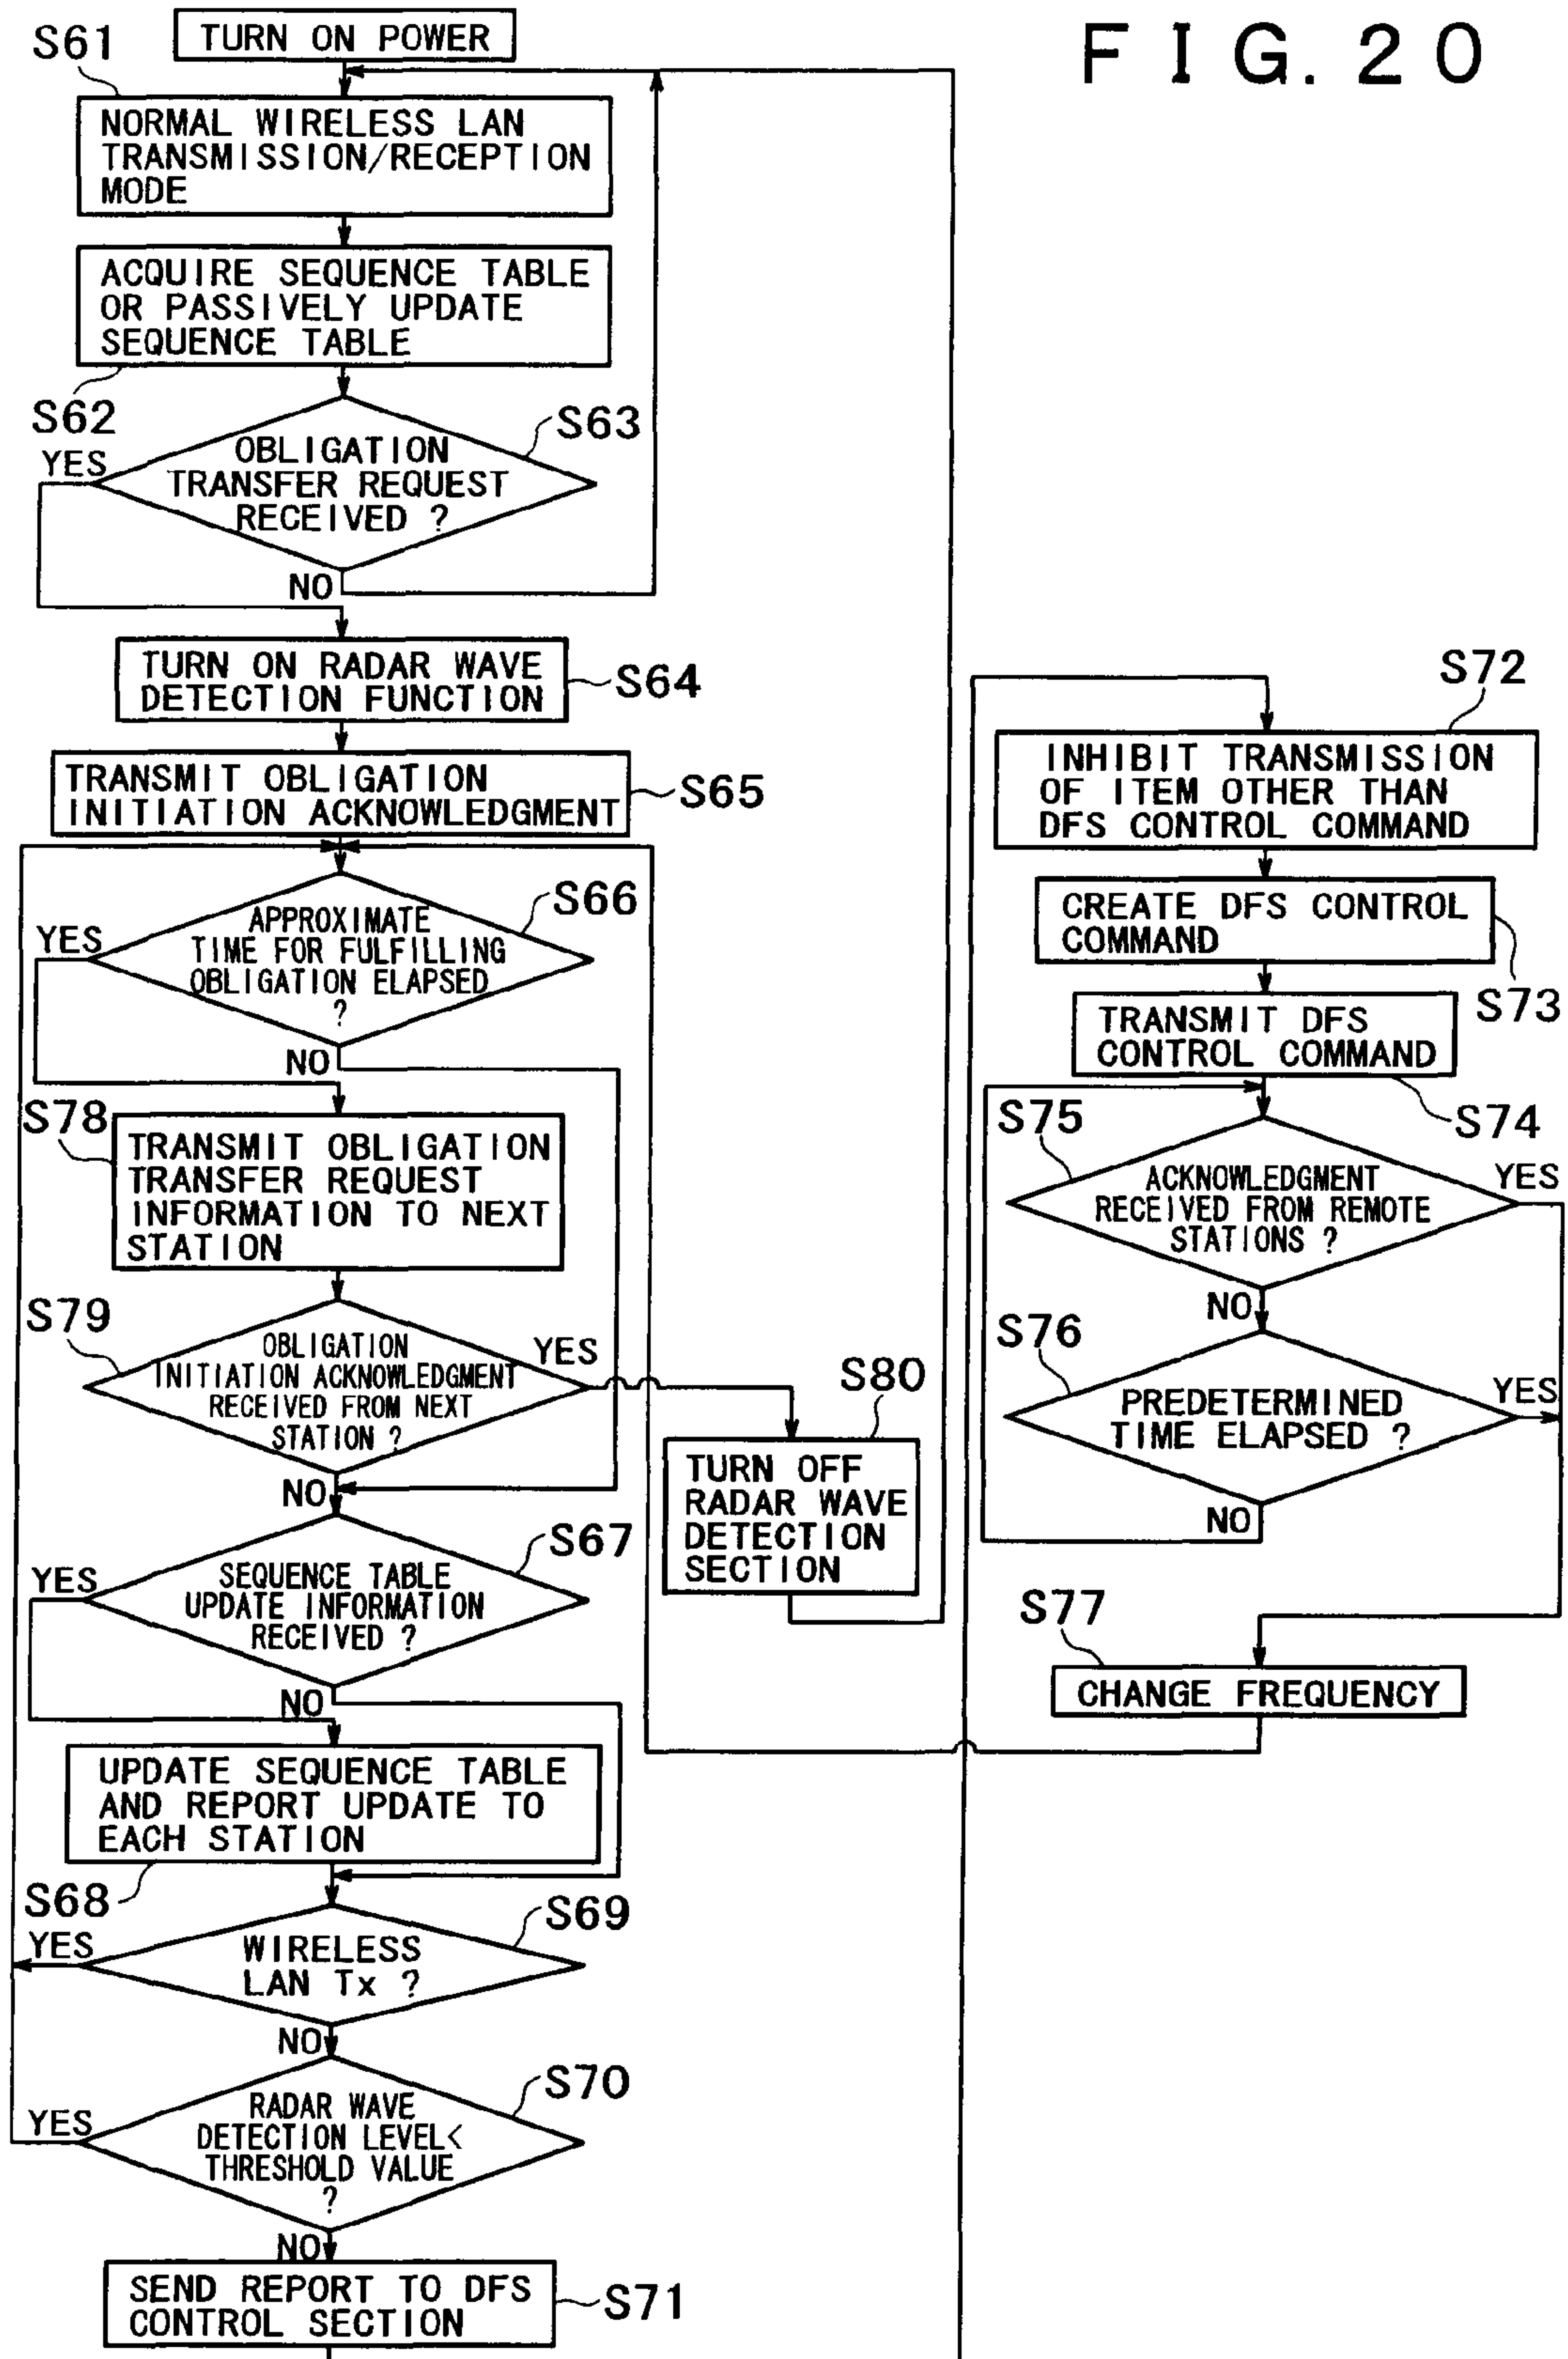 FIG. 20
TURN ON POWER
S61
NORMAL WIRELESS LAN
TRANSMISSION/RECEPTION
MODE
ACQUIRE SEQUENCE TABLE
OR PASSIVELY UPDATE
SEQUENCE TABLE
S62
S63
OBLIGATION
TRANSFER REQUEST
RECEIVED ?
YES
NO
TURN ON RADAR WAVE
DETECTION FUNCTION
S64
TRANSMIT OBLIGATION
INITIATION ACKNOWLEDGMENT
S65
S66
APPROXIMATE
TIME FOR FULFILLING
OBLIGATION ELAPSED
?
YES
NO
S78
TRANSMIT OBLIGATION
TRANSFER REQUEST
INFORMATION TO NEXT
STATION
S79
OBLIGATION
INITIATION ACKNOWLEDGMENT
RECEIVED FROM NEXT
STATION ?
YES
NO
S80
TURN OFF
RADAR WAVE
DETECTION
SECTION
S67
SEQUENCE TABLE
UPDATE INFORMATION
RECEIVED ?
YES
NO
UPDATE SEQUENCE TABLE
AND REPORT UPDATE TO
EACH STATION
S68
S69
WIRELESS
LAN Tx ?
YES
NO
S70
RADAR WAVE
DETECTION LEVEL<
THRESHOLD VALUE
?
YES
NO
SEND REPORT TO DFS
CONTROL SECTION
S71
S72
INHIBIT TRANSMISSION
OF ITEM OTHER THAN
DFS CONTROL COMMAND
CREATE DFS CONTROL
COMMAND
S73
TRANSMIT DFS
CONTROL COMMAND
S74
S75
ACKNOWLEDGMENT
RECEIVED FROM REMOTE
STATIONS ?
YES
NO
S76
PREDETERMINED
TIME ELAPSED ?
YES
NO
S77
CHANGE FREQUENCY